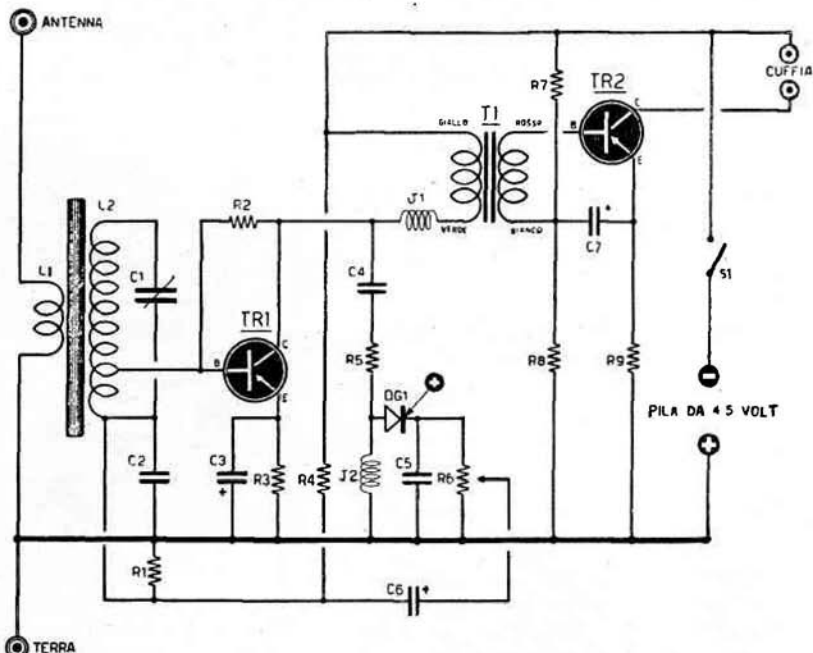 ANTENNA
CUFFIA
R7
TR2
C
B
E
T1
GIALLO
ROSSO
VERDE
BIANCO
J1
L2
R2
L1
C1
C4
C7
+
S1
TR1
C
B
E
R5
R8
R9
DG1
+
-
PILA DA 4 5 VOLT
+
C2
C3
+
R3
R4
J2
C5
R6
R1
C6
+
TERRA